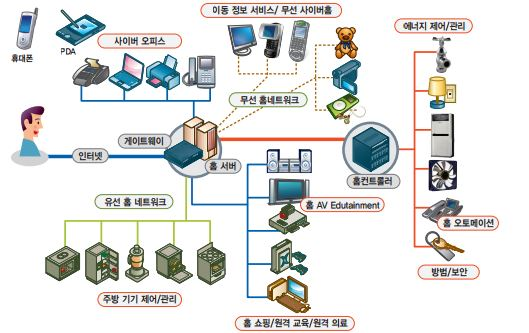 이동 정보 서비스/ 무선 사이버홈
에너지 제어/관리
사이버 오피스
PDA
휴대폰
무선 홈네트워크
게이트웨이
인터넷
홈 서버
홈컨트롤러
유선 홈 네트워크
홈 AV Edutainment
홈 오토메이션
방범/보안
주방 기기 제어/관리
홈 쇼핑/원격 교육/원격 의료